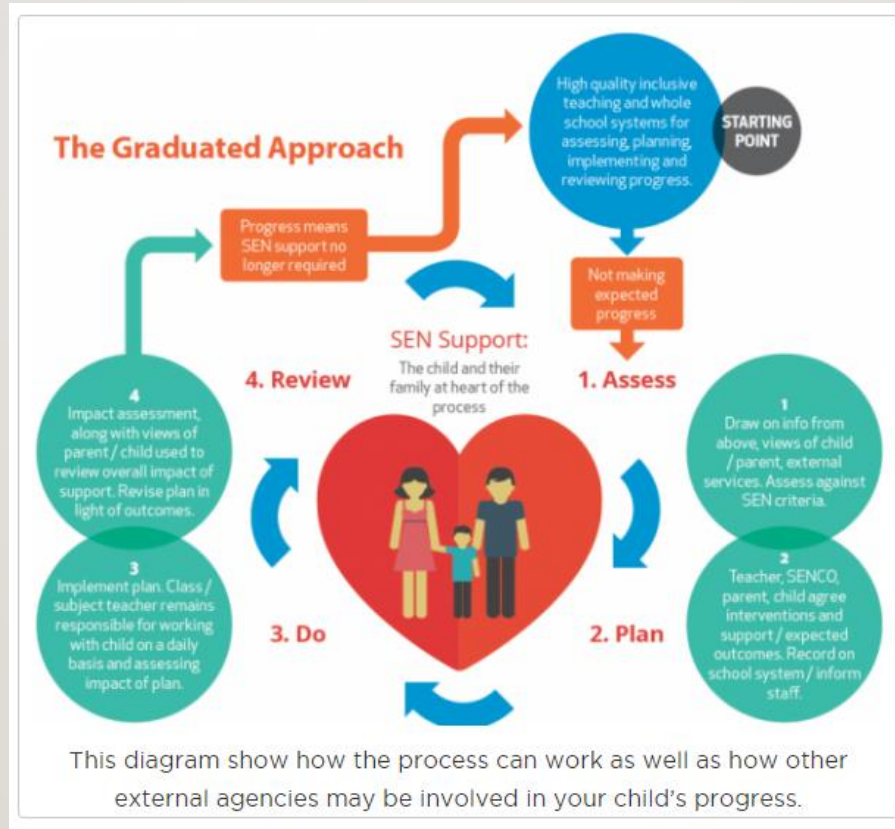 The Graduated Approach
High quality inclusive
teaching and whole
school systems for
assessing, planning,
implementing and
reviewing progress.
STARTING
POINT
Progress means
SEN support no
longer required
Not making
expected
progress
SEN Support:
The child and their
family at heart of the
process
4. Review
1. Assess
4
Impact assessment,
along with views of
parent / child used to
review overall impact of
support. Revise plan in
light of outcomes.
1
Draw on info from
above, views of child
/ parent, external
services. Assess against
SEN criteria.
3
Implement plan. Class /
subject teacher remains
responsible for working
with child on a daily
basis and assessing
impact of plan.
2
Teacher, SENCO,
parent, child agree
interventions and
support / expected
outcomes. Record on
school system / inform
staff.
3. Do
2. Plan
This diagram show how the process can work as well as how other
external agencies may be involved in your child's progress.